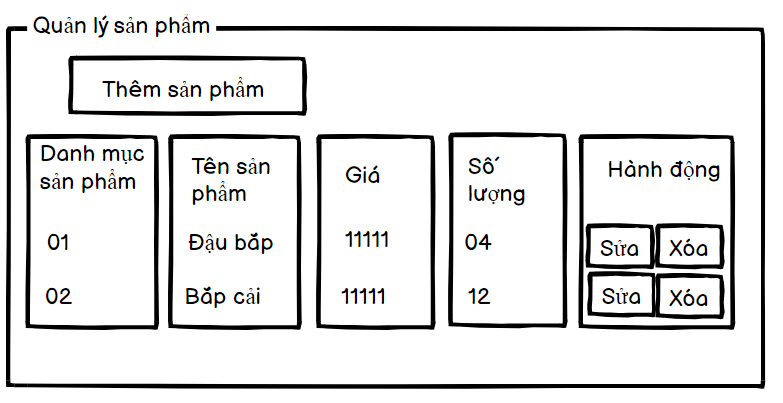 Quản lý sản phẩm
Thêm sản phẩm
Danh mục
sản phẩm
Tên sản
phẩm
Giá
Số
lượng
Hành động
01
Đậu bắp
11111
04
Sửa
Xóa
02
Bắp cải
11111
12
Sửa
Xóa